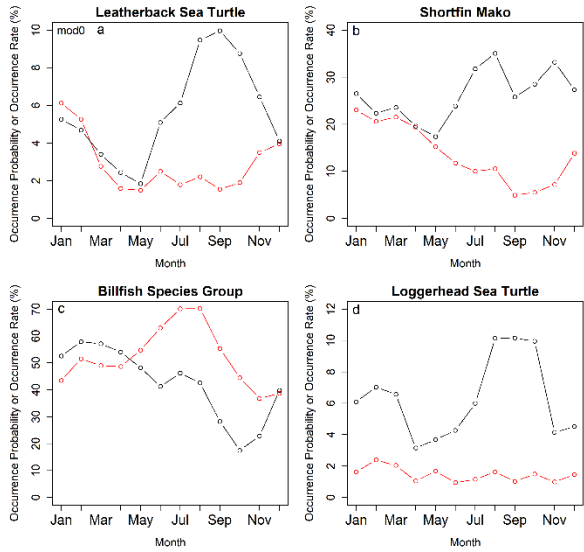 Leatherback Sea Turtle
mod0 a
Occurrence Probability or Occurrence Rate (%)
10
8
6
4
2
0
Jan Mar May Jul Sep Nov
Month
Shortfin Mako
b
Occurrence Probability or Occurrence Rate (%)
40
30
20
10
0
Jan Mar May Jul Sep Nov
Month
Billfish Species Group
c
Occurrence Probability or Occurrence Rate (%)
70
60
50
40
30
20
10
0
Jan Mar May Jul Sep Nov
Month
Loggerhead Sea Turtle
d
Occurrence Probability or Occurrence Rate (%)
12
10
8
6
4
2
0
Jan Mar May Jul Sep Nov
Month